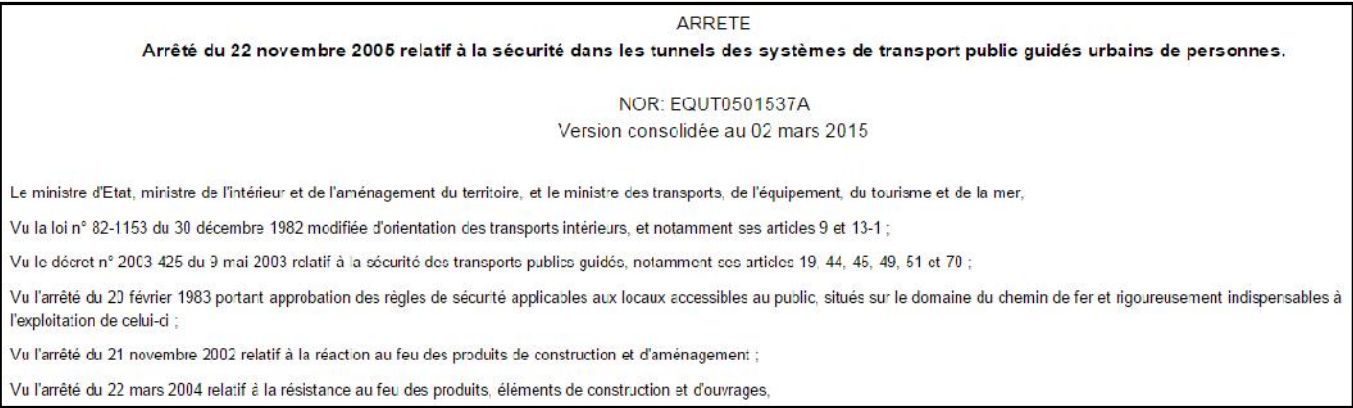 ARRETE
Arrêté du 22 novembre 2005 relatif à la sécurité dans les tunnels des systèmes de transport public guidés urbains de personnes.
NOR: EQUT0501537A
Version consolidée au 02 mars 2015
Le ministre d'Etat, ministre de l'intérieur et de l'aménagement du territoire, et le ministre des transports, de l'équipement, du tourisme et de la mer,
Vu la loi n° 82-1153 du 30 décembre 1982 modifiée d'orientation des transports intérieurs, et notamment ses articles 9 et 13-1 ;
Vu le décret n° 2003-425 du 9 mai 2003 relatif à la sécurité des transports publics guidés, notamment ses articles 19, 44, 45, 49, 51 et 70 ;
Vu l'arrêté du 20 février 1983 portant approbation des règles de sécurité applicables aux locaux accessibles au public, situés sur le domaine du chemin de fer et rigoureusement indispensables à
l'exploitation de celui-ci ;
Vu l'arrêté du 21 novembre 2002 relatif à la réaction au feu des produits de construction et d'aménagement ;
Vu l'arrêté du 22 mars 2004 relatif à la résistance au feu des produits, éléments de construction et d'ouvrages,